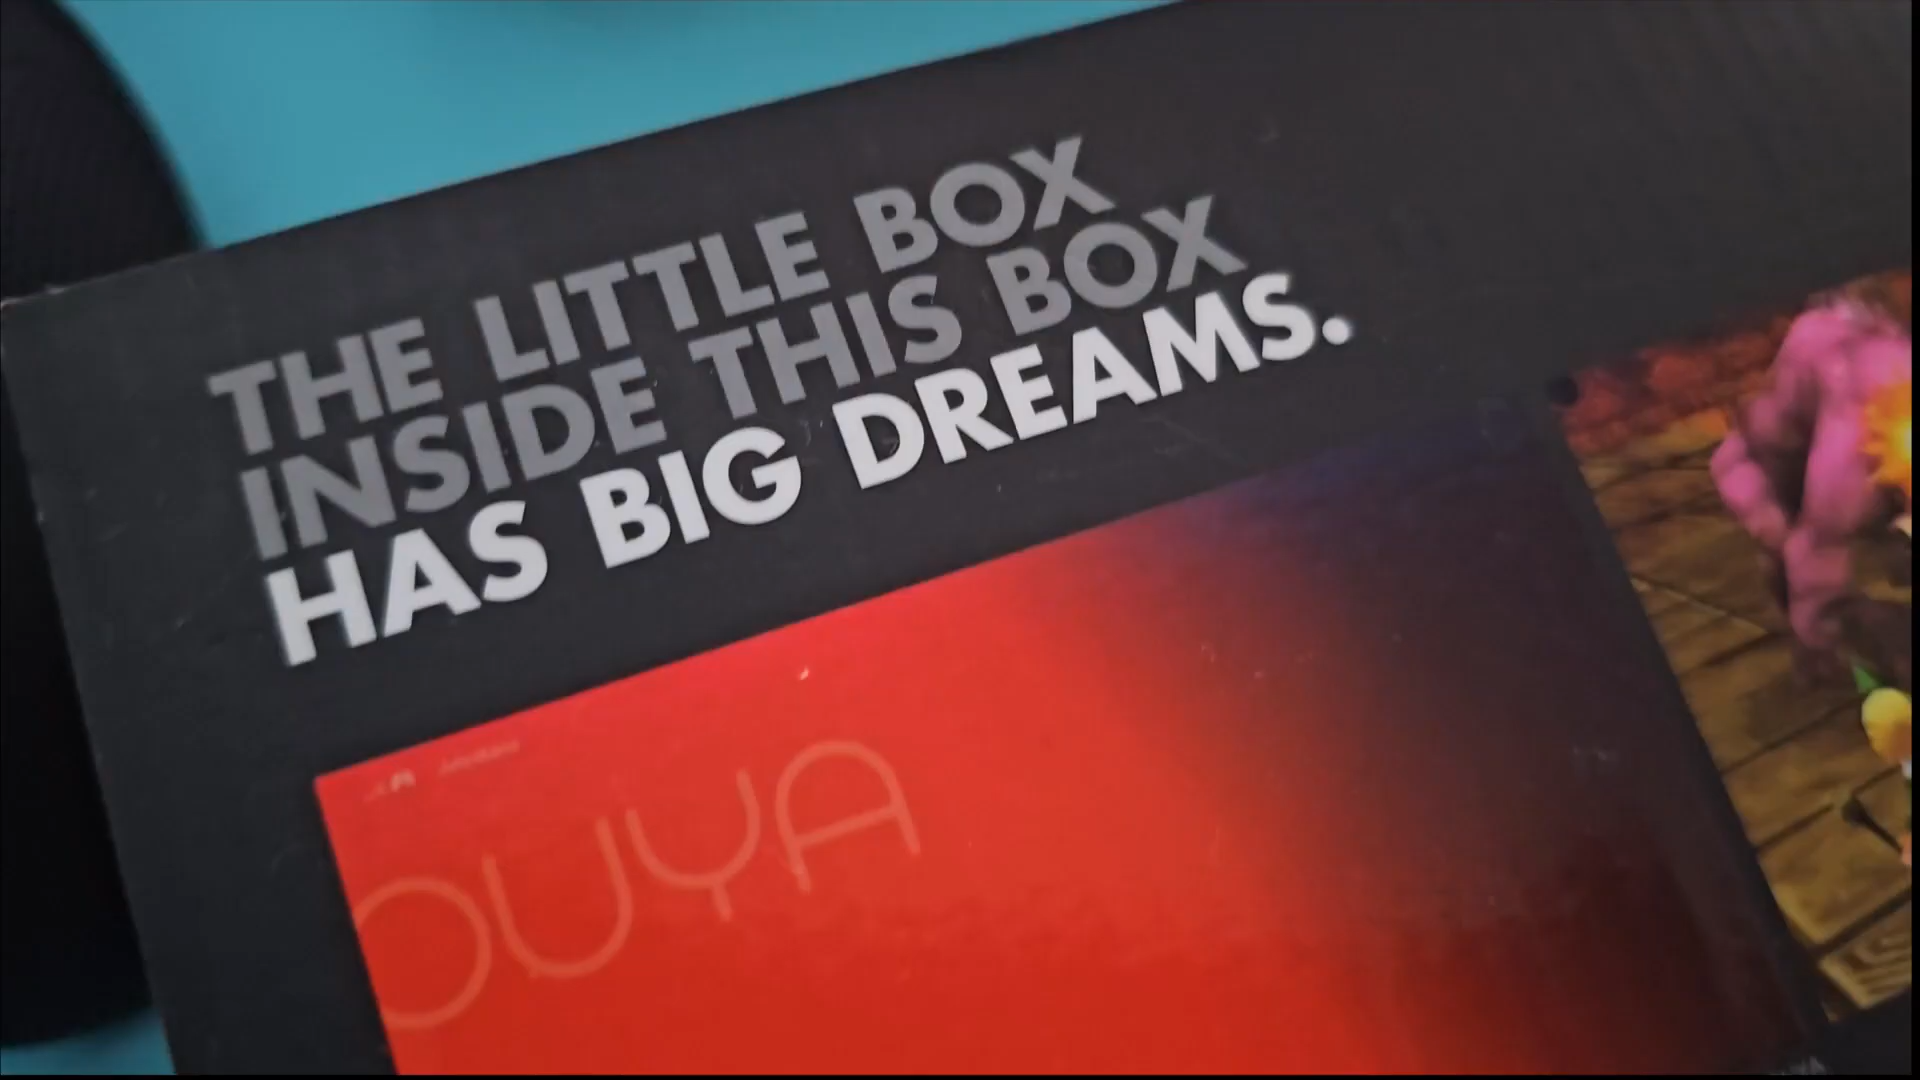 THE LITTLE BOX
INSIDE THIS BOX
HAS BIG DREAMS.
OUYA